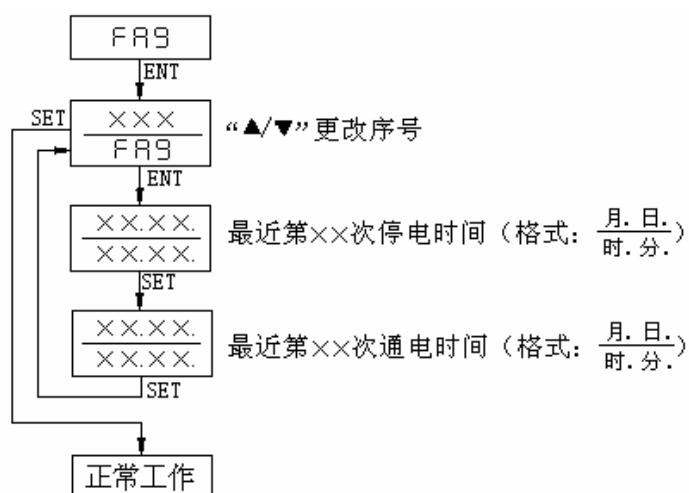 FA9
ENT
SET
×××
“▲/▼”更改序号
FA9
ENT
××.××.
最近第××次停电时间（格式：月. 日./时. 分.）
××.××.
SET
××.××.
最近第××次通电时间（格式：月. 日./时. 分.）
××.××.
SET
正常工作